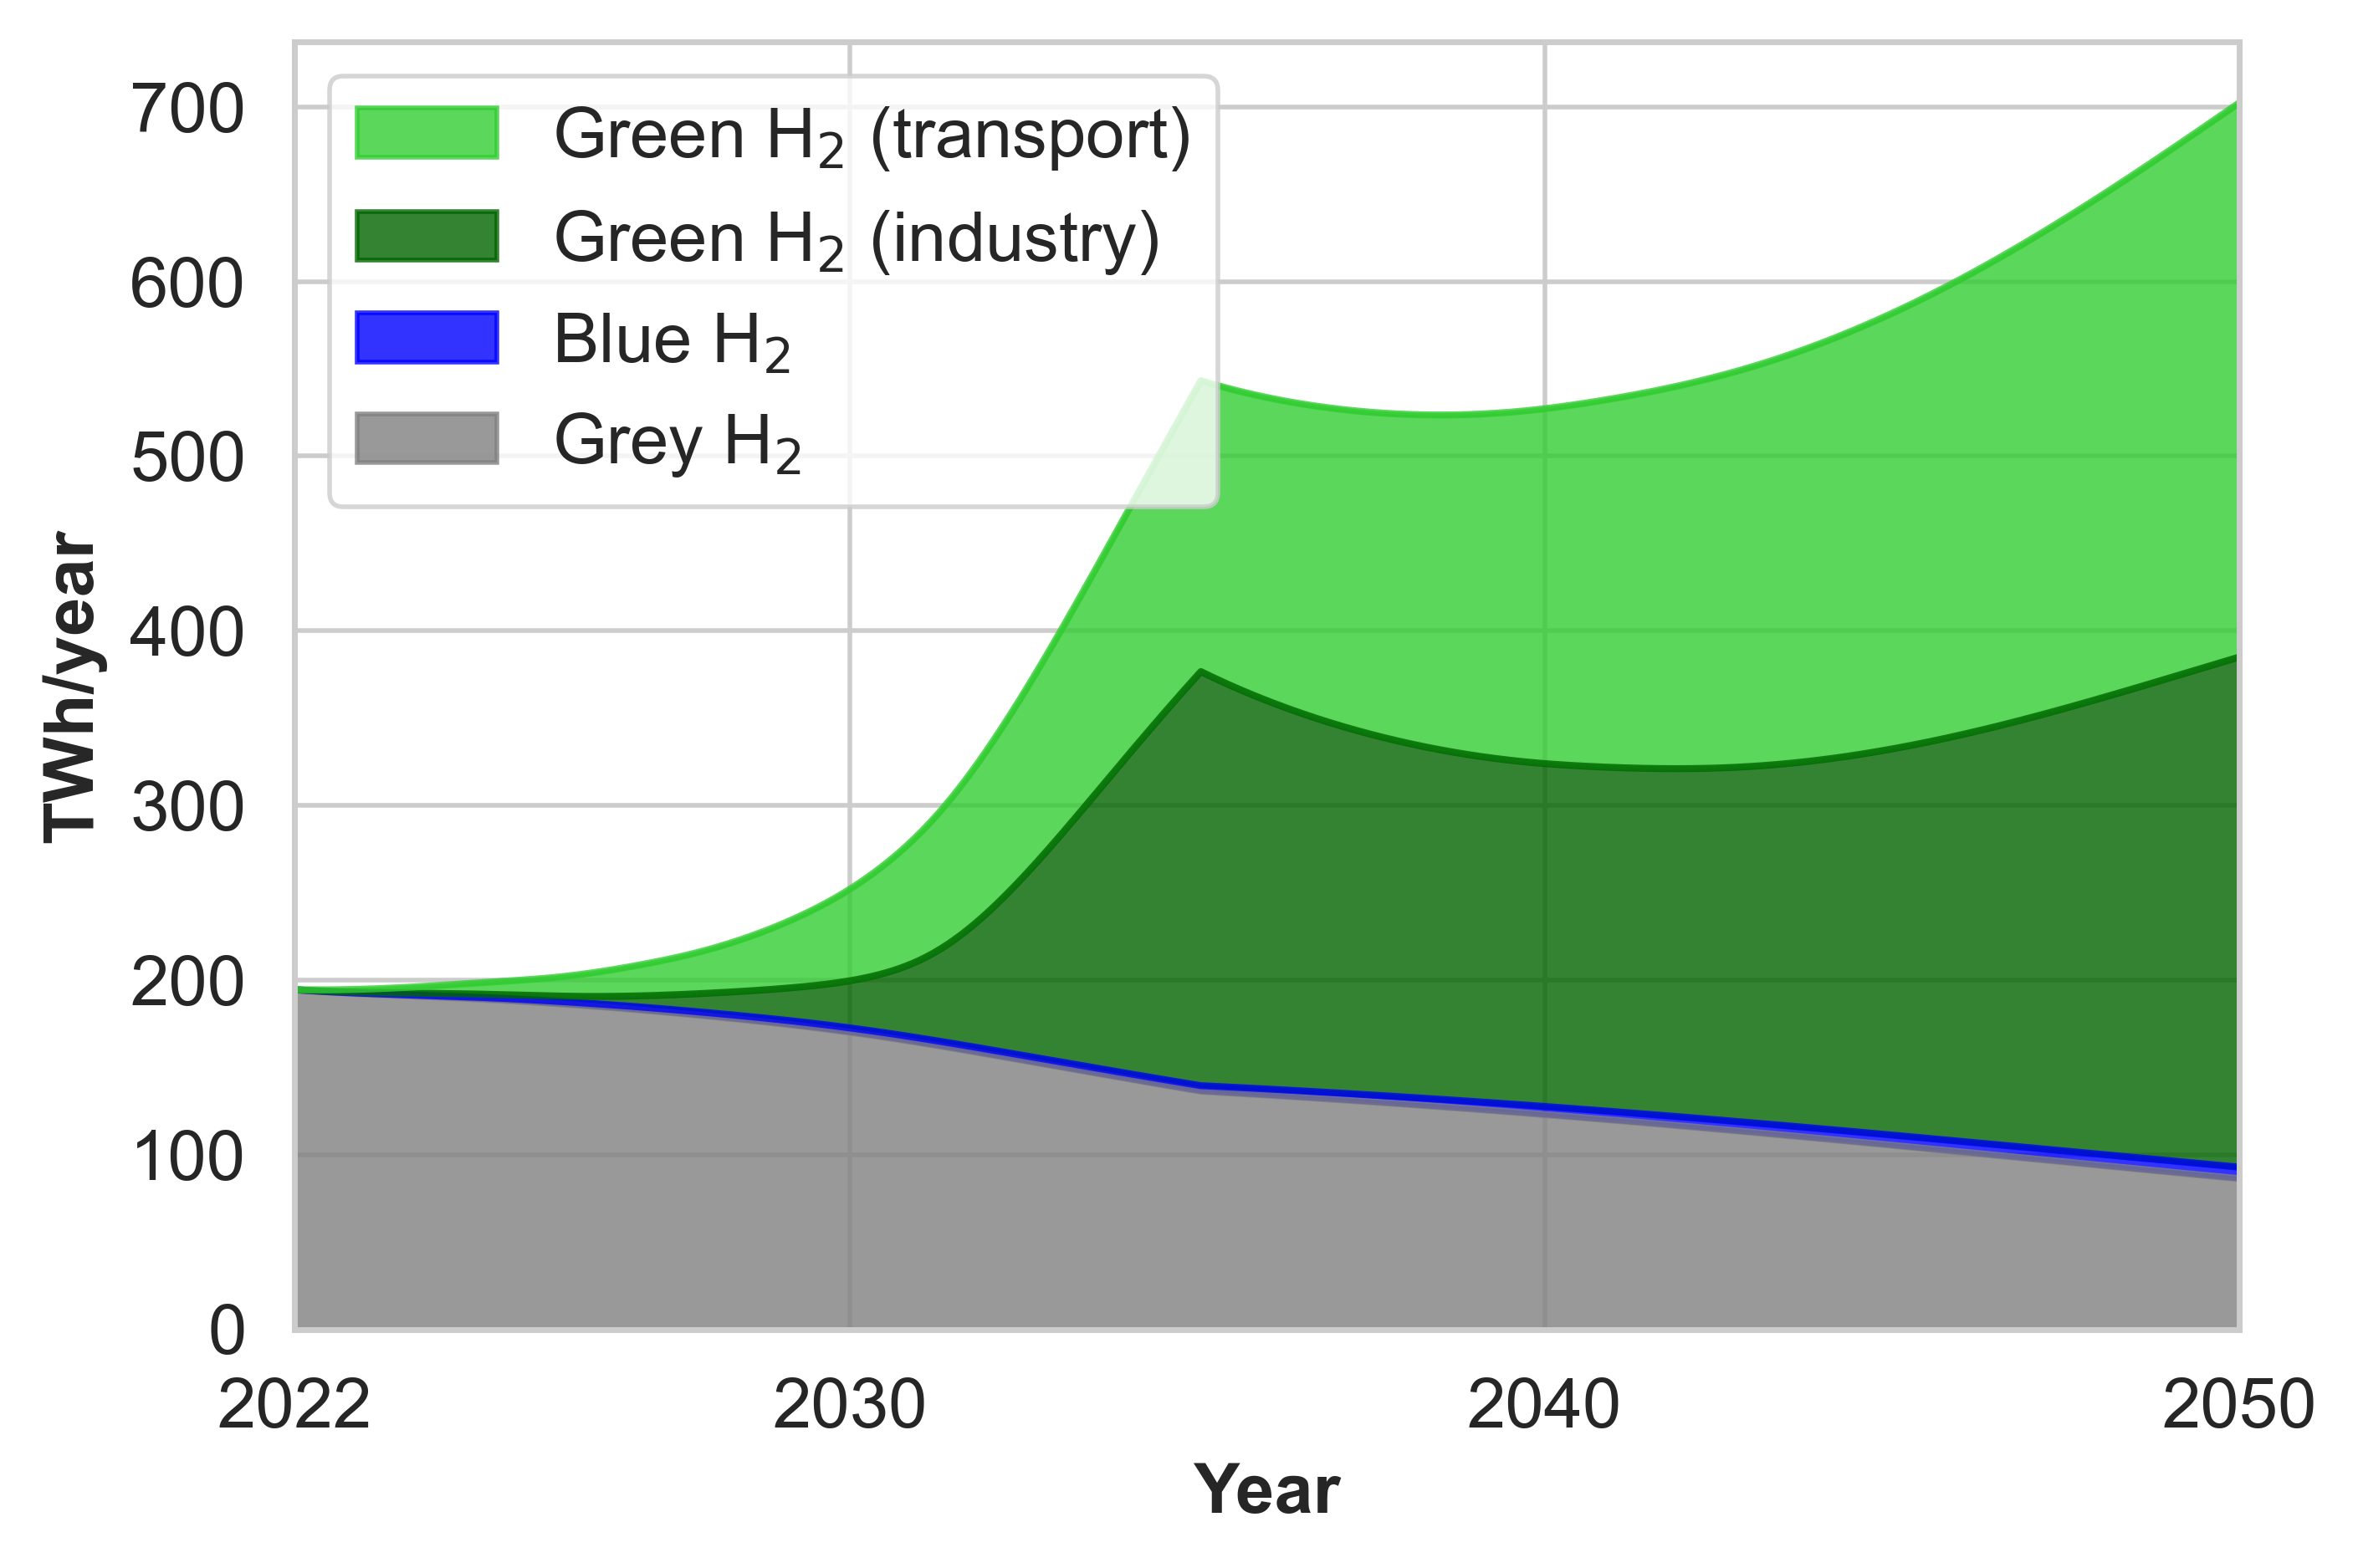 700
600
500
400
300
200
100
0
TWh/year
Green H₂ (transport)
Green H₂ (industry)
Blue H₂
Grey H₂
2022 2030 2040 2050
Year